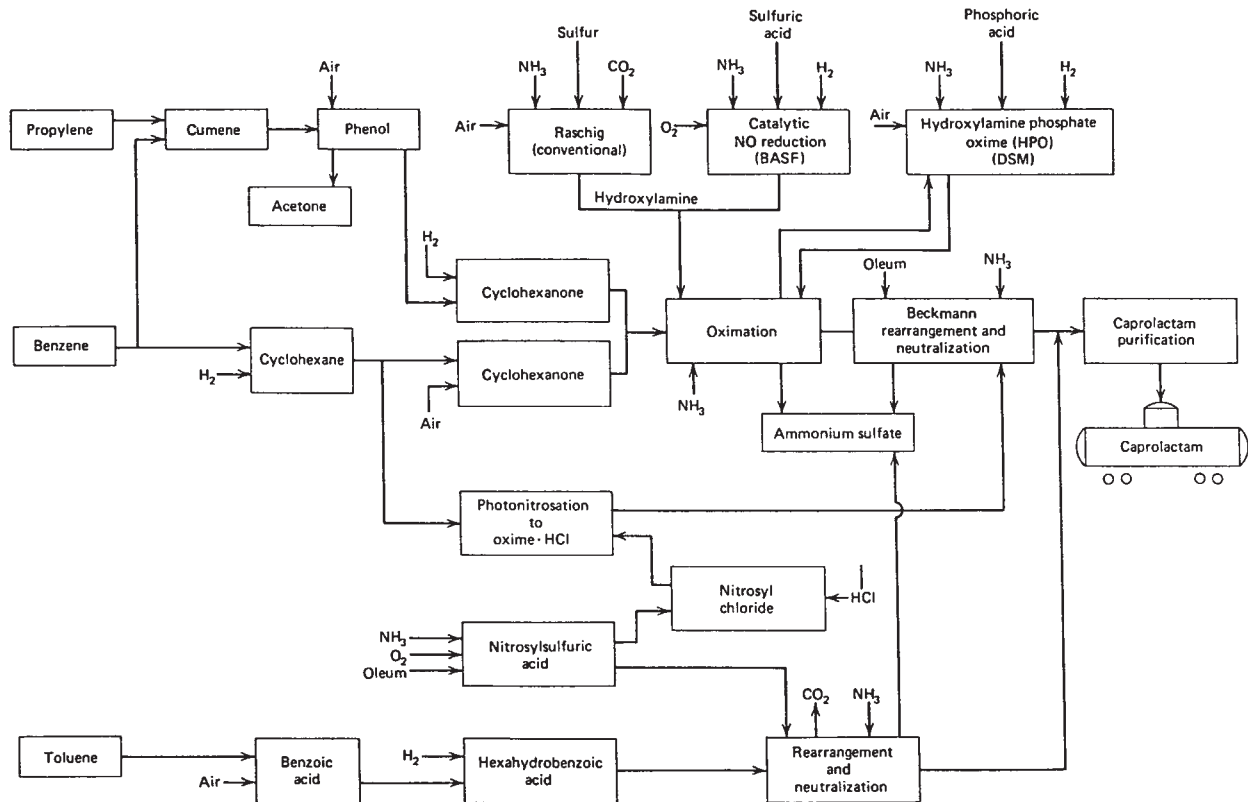 Sulfur
Sulfuric
acid
Phosphoric
acid
Air
NH₃
CO₂
NH₃
H₂
NH₃
H₂
Propylene
Cumene
Phenol
Air
Raschig
(conventional)
O₂
Catalytic
NO reduction
(BASF)
Air
Hydroxylamine phosphate
oxime (HPO)
(DSM)
Acetone
Hydroxylamine
H₂
Cyclohexanone
Oleum
NH₃
Benzene
H₂
Cyclohexane
Cyclohexanone
Air
Oximation
NH₃
Beckmann
rearrangement and
neutralization
Caprolactam
purification
Ammonium sulfate
Caprolactam
Photonitrosation
to
oxime · HCl
Nitrosyl
chloride
HCl
NH₃
O₂
Oleum
Nitrosylsulfuric
acid
CO₂
NH₃
Toluene
Air
Benzoic
acid
H₂
Hexahydrobenzoic
acid
Rearrangement
and
neutralization